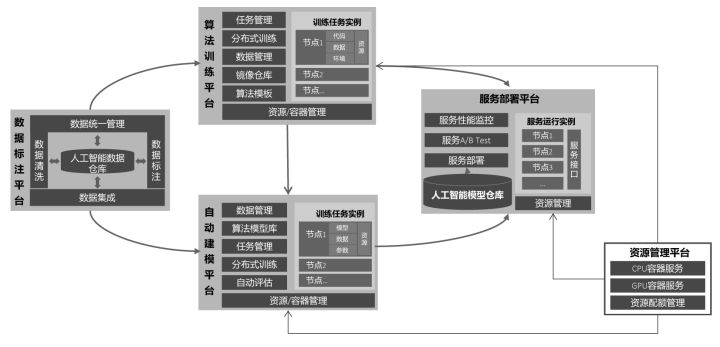 数据标注平台
数据统一管理
数据清洗
人工智能数据
仓库
数据标注
数据集成
算法训练平台
任务管理
分布式训练
数据管理
镜像仓库
算法模板
训练任务实例
节点1
代码
数据
环境
资源
节点2
节点...
资源/容器管理
自动建模平台
数据管理
算法模型库
任务管理
分布式训练
自动评估
训练任务实例
节点1
模型
数据
参数
资源
节点2
节点...
资源/容器管理
服务部署平台
服务性能监控
服务A/B Test
服务部署
人工智能模型仓库
服务运行实例
节点1
节点2
节点3
...
服务接口
资源管理
资源管理平台
CPU容器服务
GPU容器服务
资源配额管理